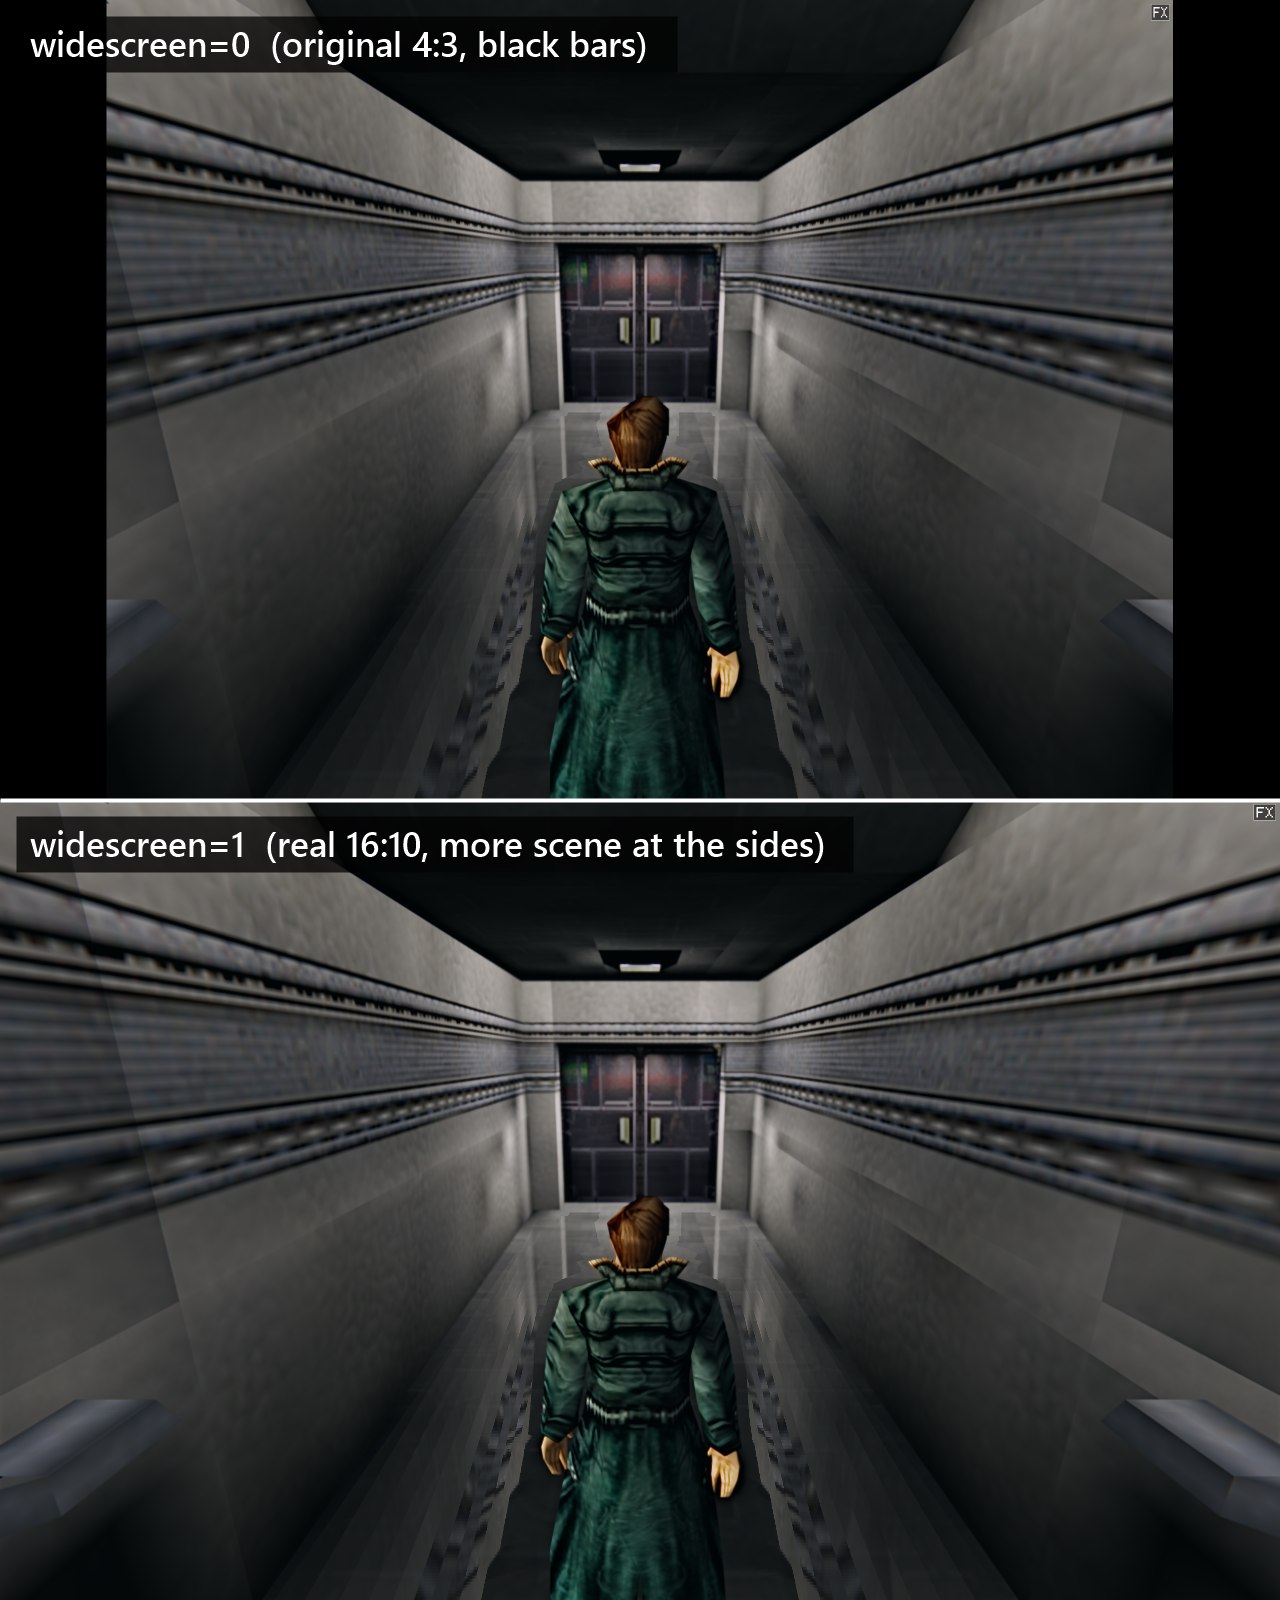 FX
widescreen=0 (original 4:3, black bars)
FX
widescreen=1 (real 16:10, more scene at the sides)